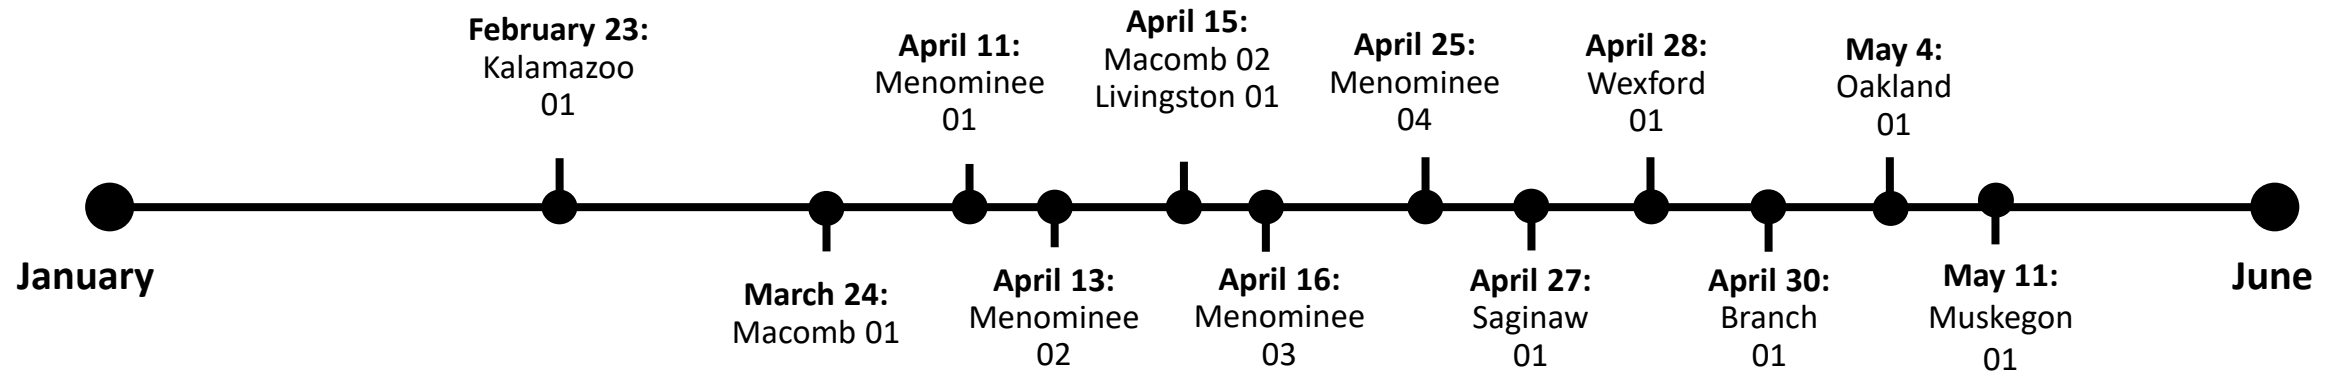 February 23:
Kalamazoo
01
April 11:
Menominee
01
April 15:
Macomb 02
Livingston 01
April 25:
Menominee
04
April 28:
Wexford
01
May 4:
Oakland
01
January
March 24:
Macomb 01
April 13:
Menominee
02
April 16:
Menominee
03
April 27:
Saginaw
01
April 30:
Branch
01
May 11:
Muskegon
01
June